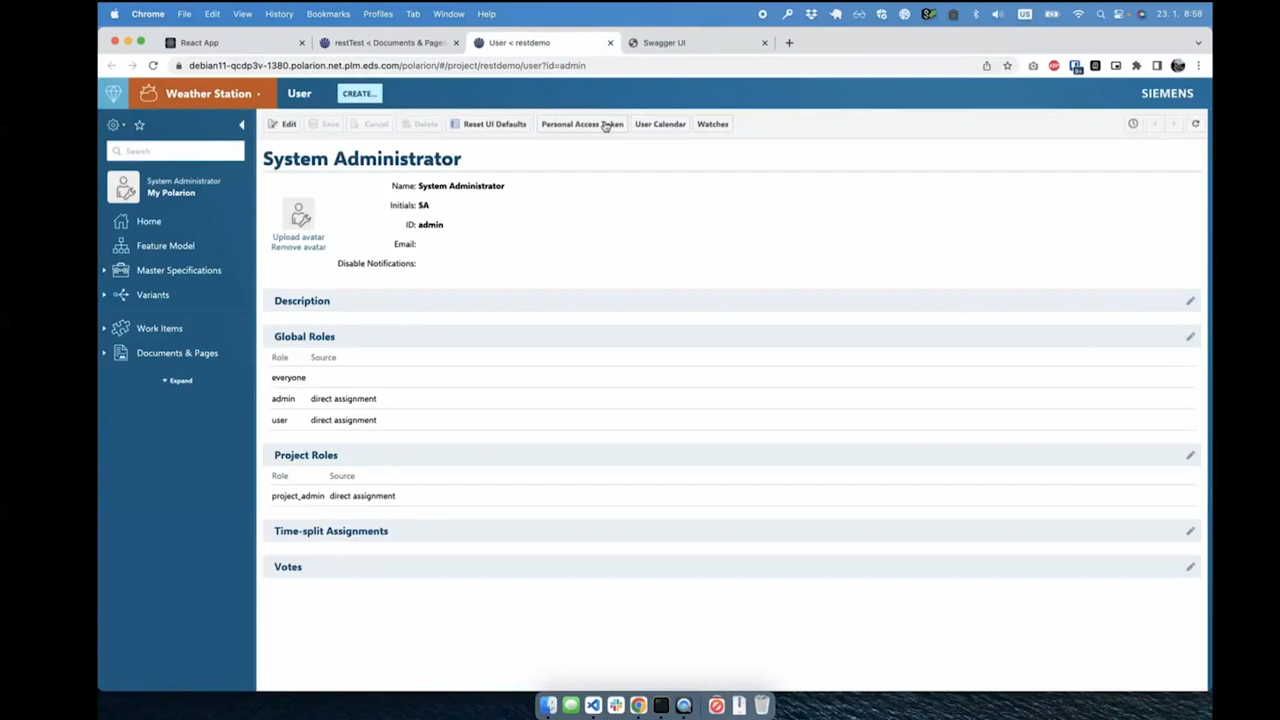 Chrome File Edit View History Bookmarks Profiles Tab Window Help US 23. 1. 8:58
React App restTest < Documents & Page: User < restdemo Swagger UI
debian11-qcdp3v-1380.polarion.net.plm.eds.com/polarion/#/project/restdemo/user?id=admin
Weather Station User CREATE... SIEMENS
Edit Save Cancel Delete Reset UI Defaults Personal Access Token User Calendar Watches
Search
System Administrator
My Polarion
Home
Feature Model
Master Specifications
Variants
Work Items
Documents & Pages
Expand
System Administrator
Upload avatar
Remove avatar
Name: System Administrator
Initials: SA
ID: admin
Email:
Disable Notifications:
Description
Global Roles
Role Source
everyone
admin direct assignment
user direct assignment
Project Roles
Role Source
project_admin direct assignment
Time-split Assignments
Votes